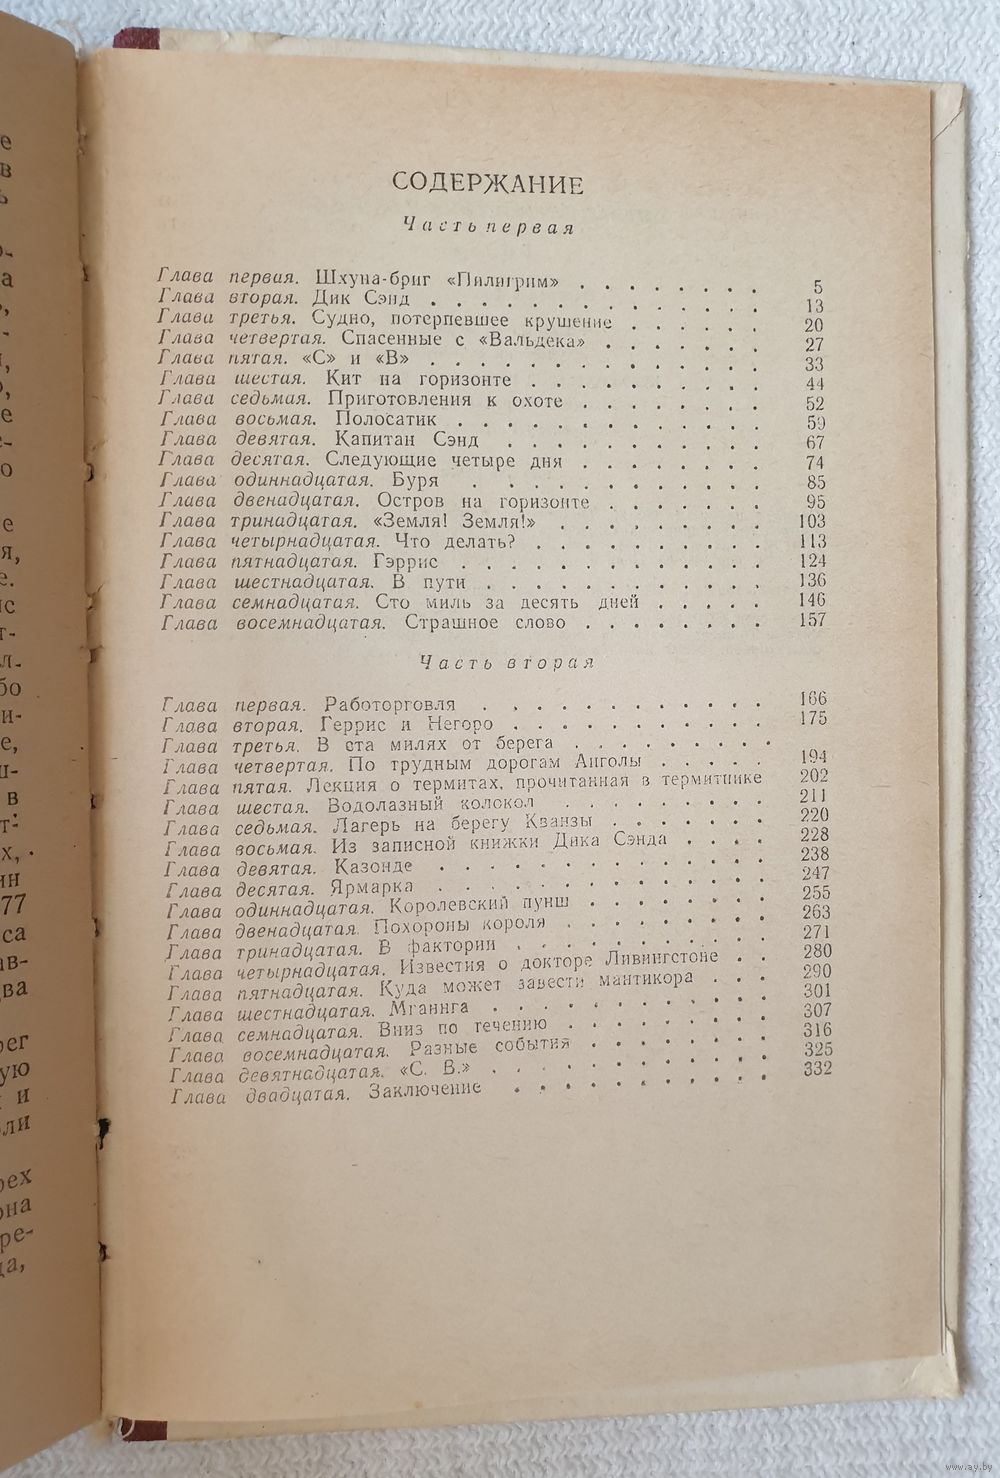 СОДЕРЖАНИЕ
Часть первая
Глава первая. Шхуна-бриг «Пилигрим» . . . . . . . . 5
Глава вторая. Дик Сэнд . . . . . . . . . . . . . 13
Глава третья. Судно, потерпевшее крушение . . . . . . 20
Глава четвертая. Спасенные с «Вальдека» . . . . . . . 27
Глава пятая. «С» и «В» . . . . . . . . . . . . . 33
Глава шестая. Кит на горизонте . . . . . . . . . 44
Глава седьмая. Приготовления к охоте . . . . . . . 52
Глава восьмая. Полосатик . . . . . . . . . . . . 59
Глава девятая. Капитан Сэнд . . . . . . . . . . 67
Глава десятая. Следующие четыре дня . . . . . . . 74
Глава одиннадцатая. Буря . . . . . . . . . . . 85
Глава двенадцатая. Остров на горизонте . . . . . . 95
Глава тринадцатая. «Земля! Земля!» . . . . . . . . 103
Глава четырнадцатая. Что делать? . . . . . . . . . 113
Глава пятнадцатая. Гэррис . . . . . . . . . . . 124
Глава шестнадцатая. В пути . . . . . . . . . . . 136
Глава семнадцатая. Сто миль за десять дней . . . . . 146
Глава восемнадцатая. Страшное слово . . . . . . . . 157
Часть вторая
Глава первая. Работорговля . . . . . . . . . . . 166
Глава вторая. Геррис и Негоро . . . . . . . . . . 175
Глава третья. В ста милях от берега . . . . . . . .
Глава четвертая. По трудным дорогам Анголы . . . . . 194
Глава пятая. Лекция о термитах, прочитанная в термитнике 202
Глава шестая. Водолазный колокол . . . . . . . . . 211
Глава седьмая. Лагерь на берегу Кванзы . . . . . . . 220
Глава восьмая. Из записной книжки Дика Сэнда . . . . 228
Глава девятая. Казонде . . . . . . . . . . . . . 238
Глава десятая. Ярмарка . . . . . . . . . . . . . 247
Глава одиннадцатая. Королевский пунш . . . . . . . 255
Глава двенадцатая. Похороны короля . . . . . . . . 263
Глава тринадцатая. В фактории . . . . . . . . . . 271
Глава четырнадцатая. Известия о докторе Ливингстоне . . 280
Глава пятнадцатая. Куда может завести мантикора . . . 290
Глава шестнадцатая. Мганнга . . . . . . . . . . . 301
Глава семнадцатая. Вниз по течению . . . . . . . . 307
Глава восемнадцатая. Разные события . . . . . . . 316
Глава девятнадцатая. «С. В.» . . . . . . . . . . . 325
Глава двадцатая. Заключение . . . . . . . . . . 332
www.ay.by